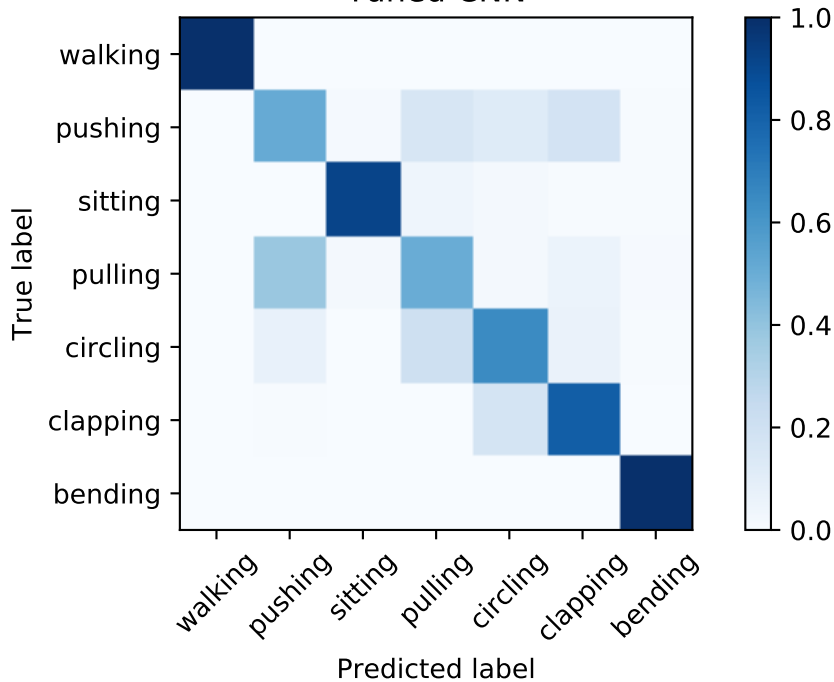 walking
pushing
sitting
pulling
circling
clapping
bending
True label
walking
pushing
sitting
pulling
circling
clapping
bending
Predicted label
1.0
0.8
0.6
0.4
0.2
0.0